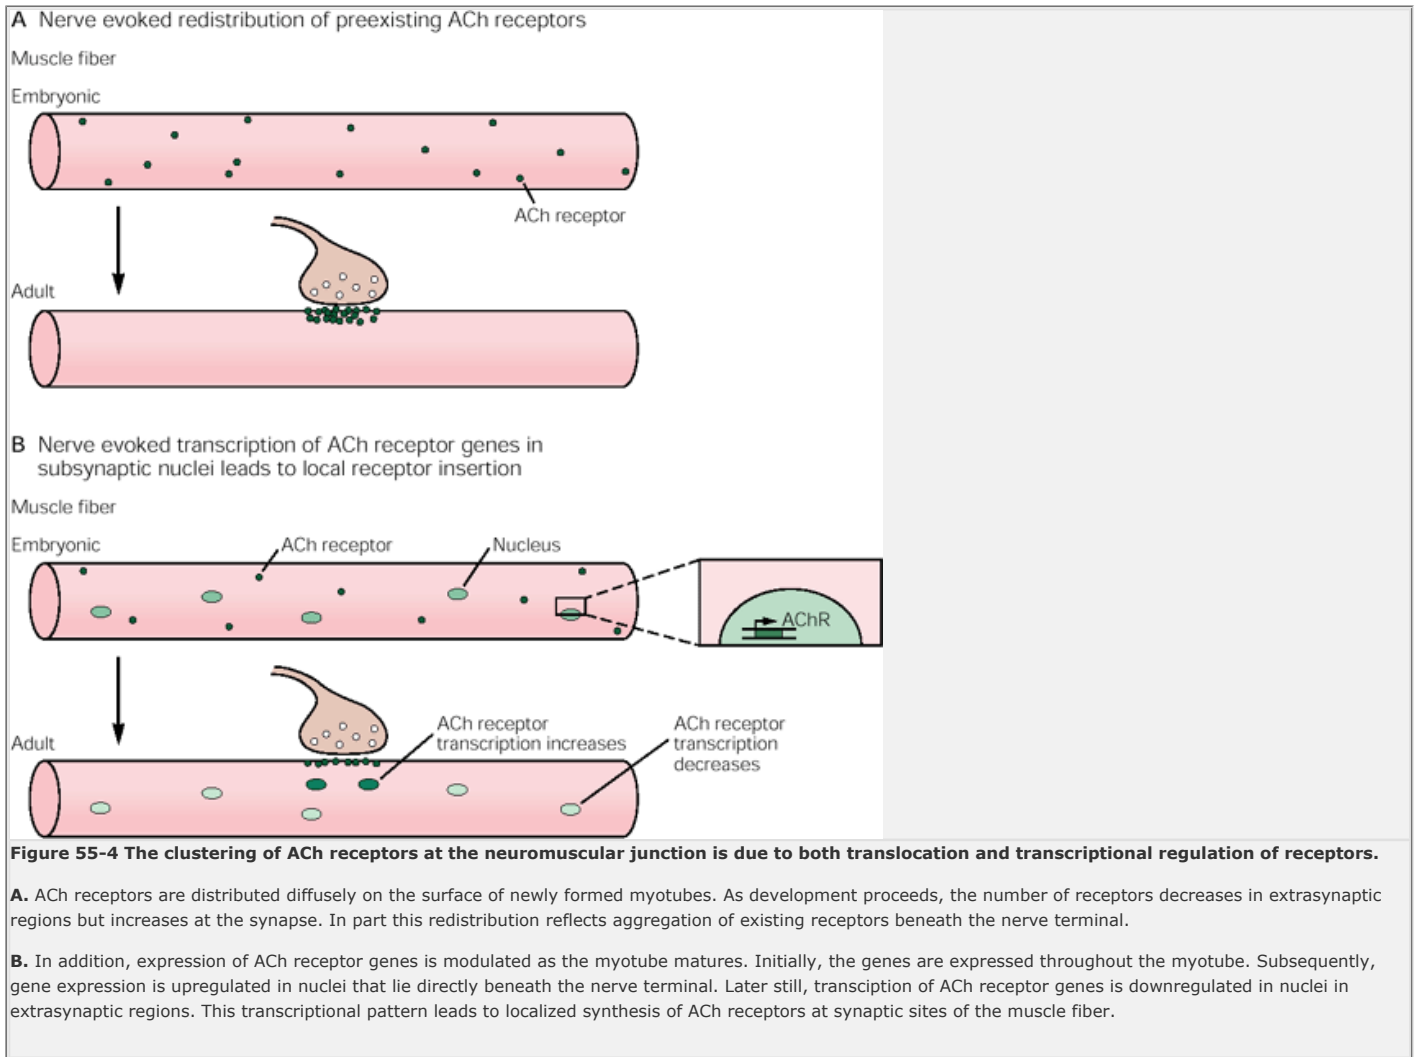 A Nerve evoked redistribution of preexisting ACh receptors
Muscle fiber
Embryonic
ACh receptor
Adult
B Nerve evoked transcription of ACh receptor genes in
subsynaptic nuclei leads to local receptor insertion
Muscle fiber
Embryonic
ACh receptor
Nucleus
AChR
Adult
ACh receptor
transcription increases
ACh receptor
transcription
decreases
Figure 55-4 The clustering of ACh receptors at the neuromuscular junction is due to both translocation and transcriptional regulation of receptors.
A. ACh receptors are distributed diffusely on the surface of newly formed myotubes. As development proceeds, the number of receptors decreases in extrasynaptic
regions but increases at the synapse. In part this redistribution reflects aggregation of existing receptors beneath the nerve terminal.
B. In addition, expression of ACh receptor genes is modulated as the myotube matures. Initially, the genes are expressed throughout the myotube. Subsequently,
gene expression is upregulated in nuclei that lie directly beneath the nerve terminal. Later still, transciption of ACh receptor genes is downregulated in nuclei in
extrasynaptic regions. This transcriptional pattern leads to localized synthesis of ACh receptors at synaptic sites of the muscle fiber.